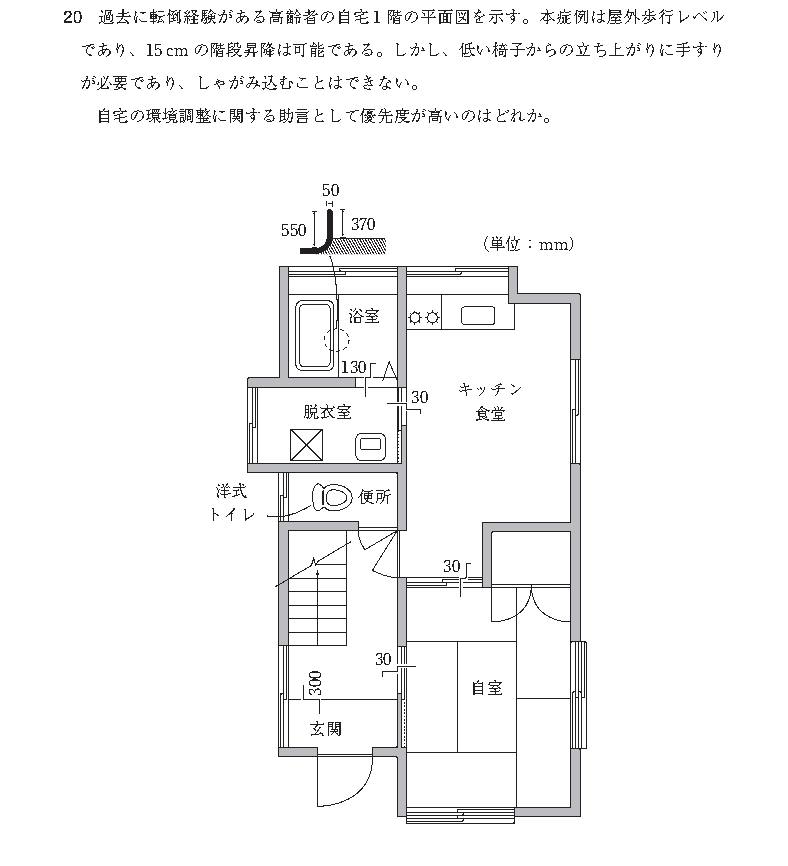 20 過去に転倒経験がある高齢者の自宅1階の平面図を示す。本症例は屋外歩行レベル
であり、15 cm の階段昇降は可能である。しかし、低い椅子からの立ち上がりに手すり
が必要であり、しゃがみ込むことはできない。
自宅の環境調整に関する助言として優先度が高いのはどれか。
50
550
370
(単位：mm)
浴室
130
30
キッチン
食堂
脱衣室
洋式
トイレ
便所
30
30
300
自室
玄関